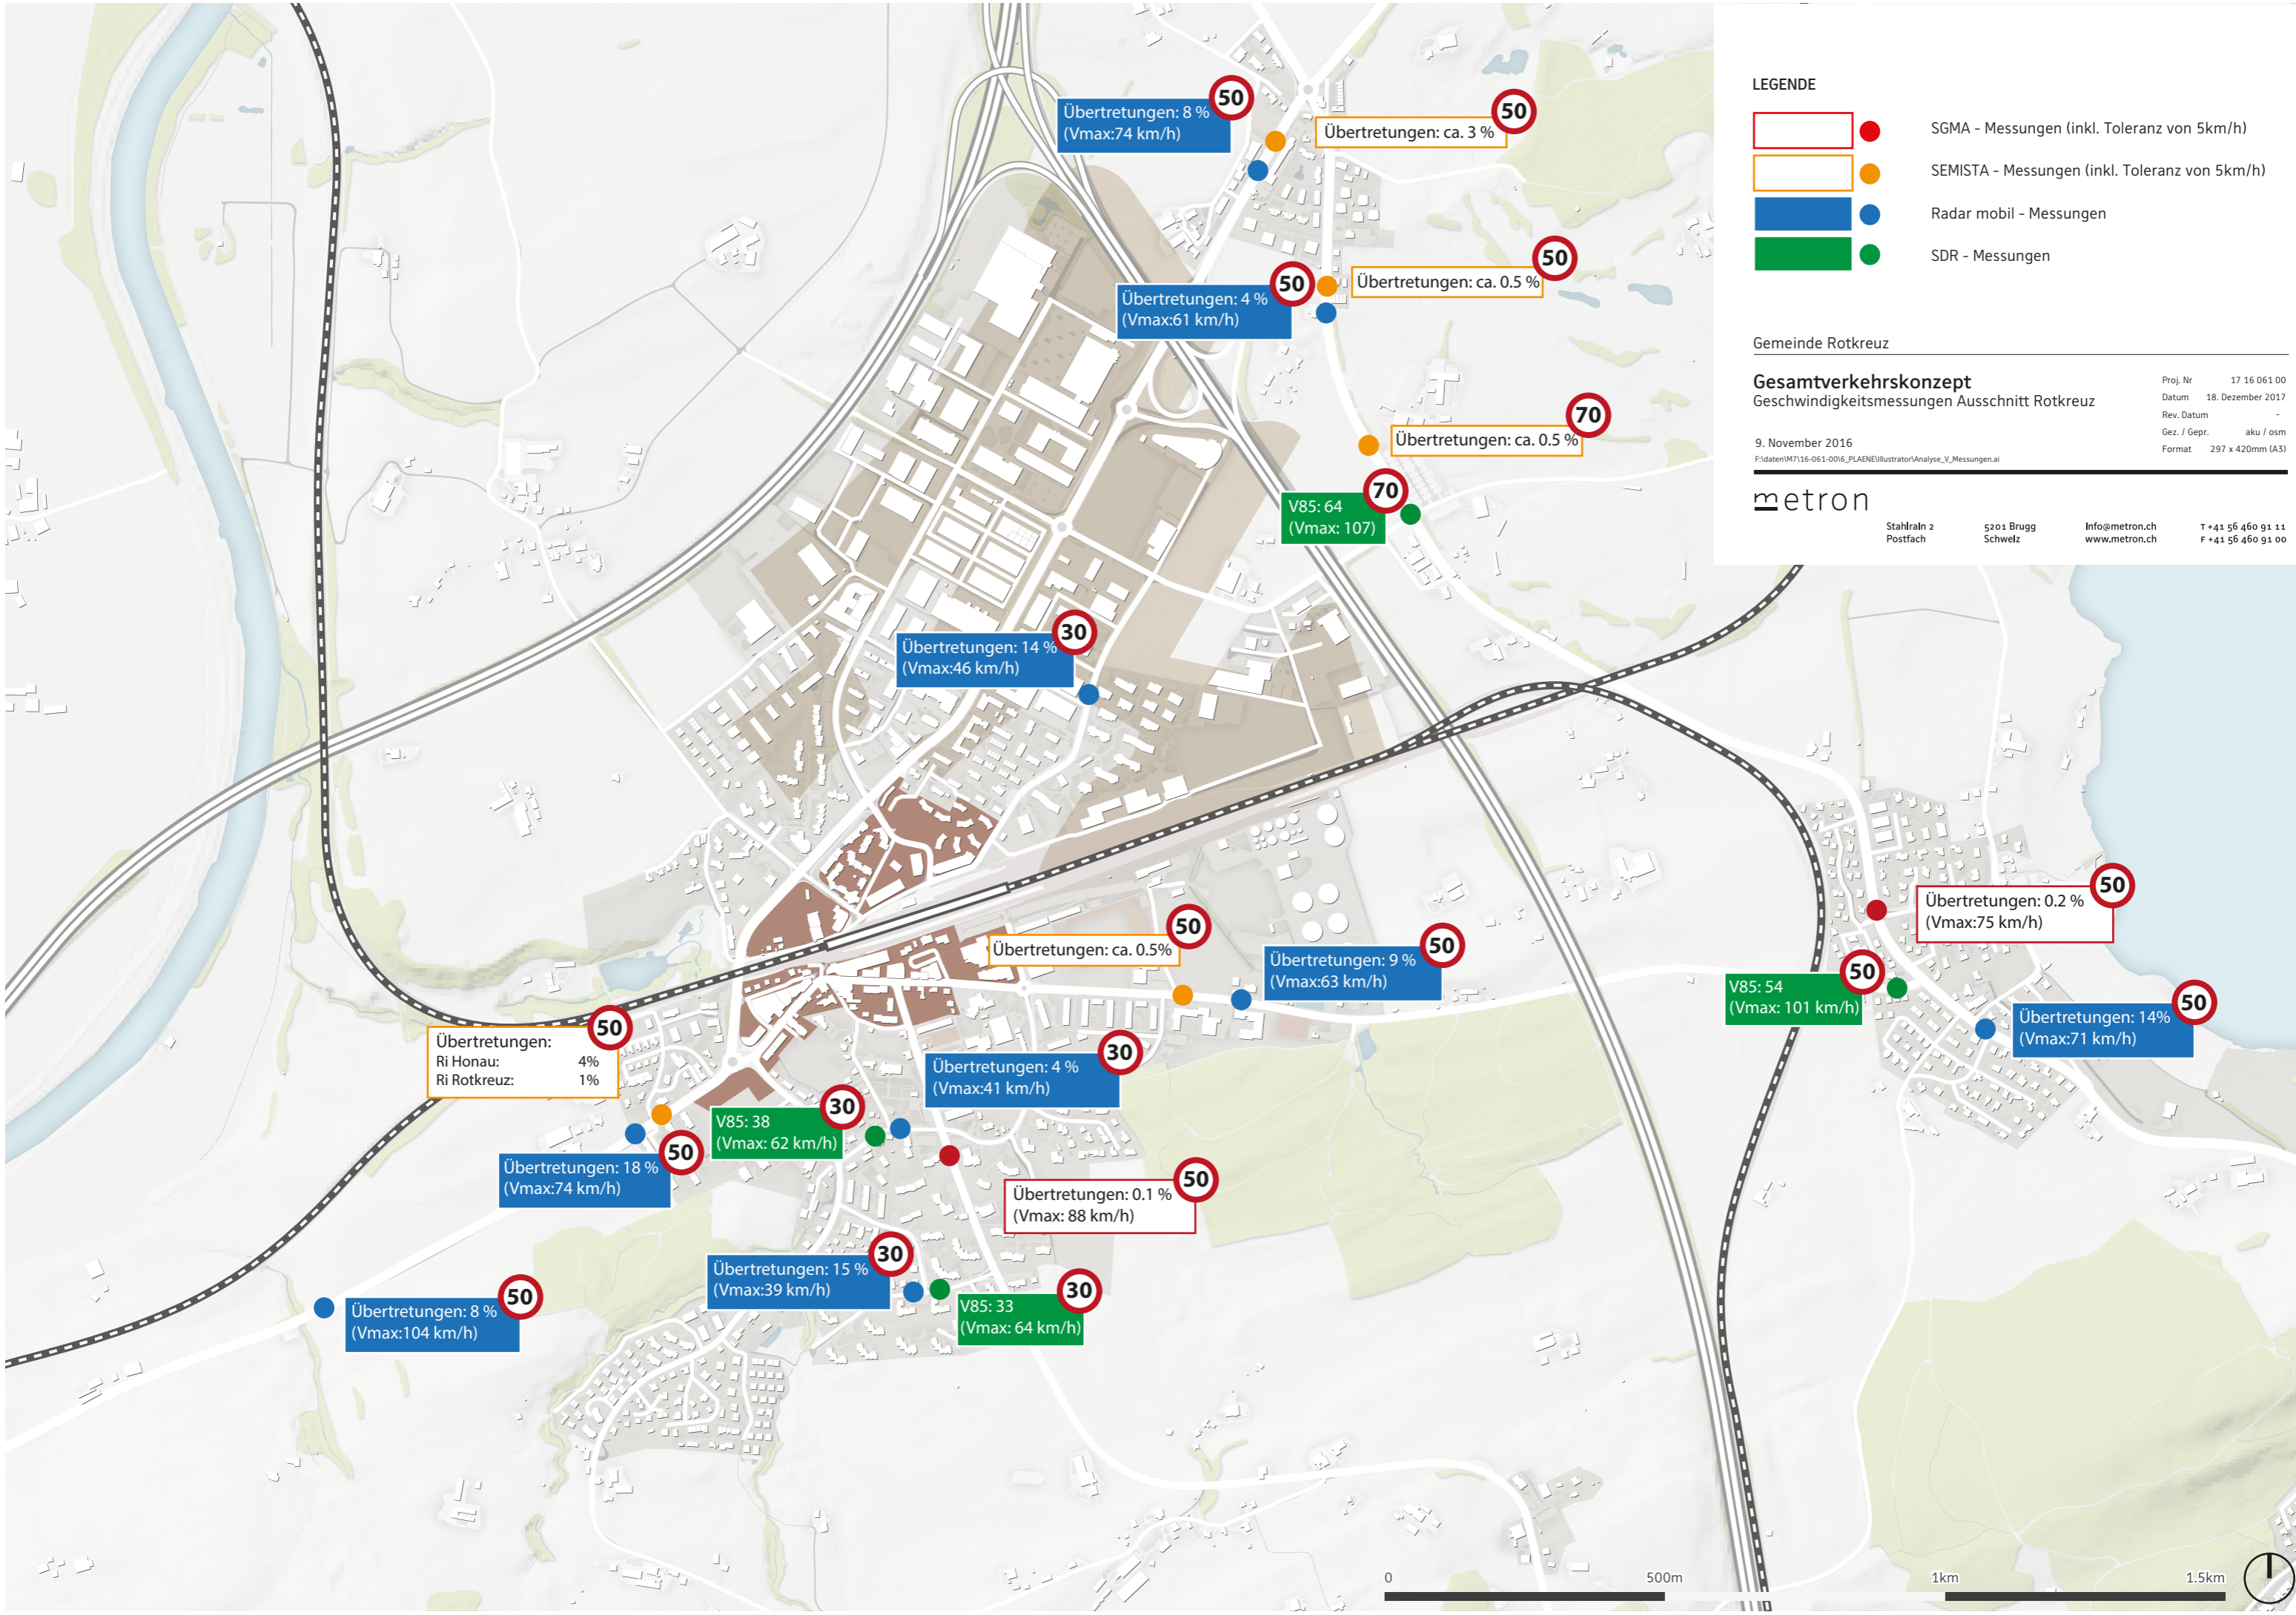 LEGENDE
SGMA - Messungen (inkl. Toleranz von 5km/h)
SEMISTA - Messungen (inkl. Toleranz von 5km/h)
Radar mobil - Messungen
SDR - Messungen
Gemeinde Rotkreuz
Gesamtverkehrskonzept
Geschwindigkeitsmessungen Ausschnitt Rotkreuz
9. November 2016
F:\daten\M7\16-061-00\6_PLAENE\Illustrator\Analyse_V_Messungen.ai
Proj. Nr 17 16 061 00
Datum 18. Dezember 2017
Rev. Datum -
Gez. / Gepr. aku / osm
Format 297 x 420mm (A3)
metron
Stahlrain 2
Postfach
5201 Brugg
Schweiz
info@metron.ch
www.metron.ch
T +41 56 460 91 11
F +41 56 460 91 00
50
Übertretungen: 8 %
(Vmax:74 km/h)
50
Übertretungen: ca. 3 %
50
Übertretungen: ca. 0.5 %
50
Übertretungen: 4 %
(Vmax:61 km/h)
70
Übertretungen: ca. 0.5 %
70
V85: 64
(Vmax: 107)
30
Übertretungen: 14 %
(Vmax:46 km/h)
50
Übertretungen: 0.2 %
(Vmax:75 km/h)
50
Übertretungen: ca. 0.5%
50
Übertretungen: 9 %
(Vmax:63 km/h)
50
V85: 54
(Vmax: 101 km/h)
50
Übertretungen: 14%
(Vmax:71 km/h)
50
Übertretungen:
Ri Honau: 4%
Ri Rotkreuz: 1%
30
Übertretungen: 4 %
(Vmax:41 km/h)
30
V85: 38
(Vmax: 62 km/h)
50
Übertretungen: 18 %
(Vmax:74 km/h)
50
Übertretungen: 0.1 %
(Vmax: 88 km/h)
30
Übertretungen: 15 %
(Vmax:39 km/h)
30
V85: 33
(Vmax: 64 km/h)
50
Übertretungen: 8 %
(Vmax:104 km/h)
0 500m 1km 1.5km